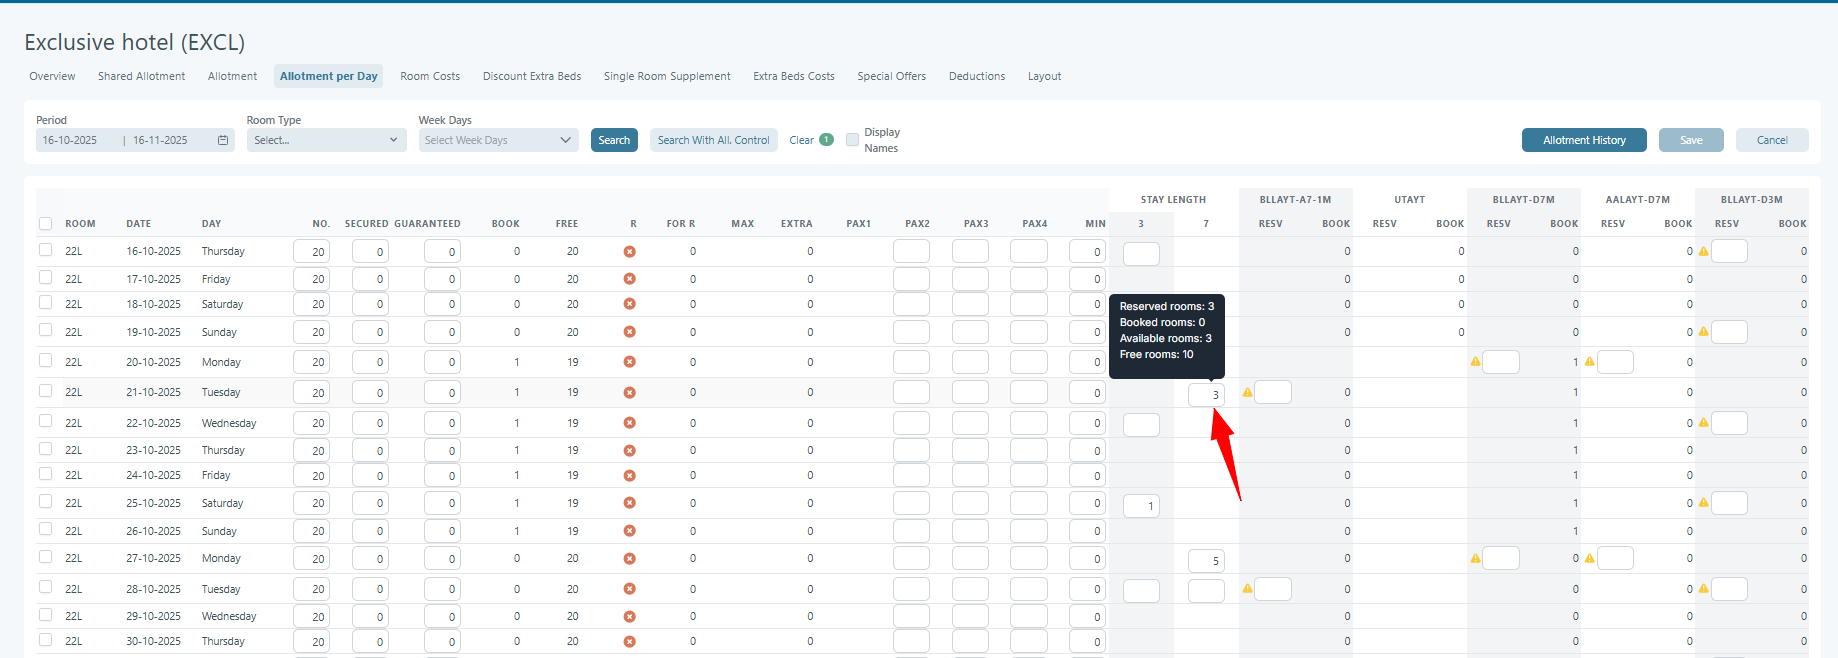 Exclusive hotel (EXCL)
Overview Shared Allotment Allotment Allotment per Day Room Costs Discount Extra Beds Single Room Supplement Extra Beds Costs Special Offers Deductions Layout
Period Room Type Week Days
16-10-2025 | 16-11-2025 Select... Select Week Days Search Search With All. Control Clear 1 Display Names Allotment History Save Cancel
STAY LENGTH BLLAYT-A7-1M UTAYT BLLAYT-D7M AALAYT-D7M BLLAYT-D3M
ROOM DATE DAY NO. SECURED GUARANTEED BOOK FREE R FOR R MAX EXTRA PAX1 PAX2 PAX3 PAX4 MIN 3 7 RESV BOOK RESV BOOK RESV BOOK RESV BOOK RESV BOOK
22L 16-10-2025 Thursday 20 0 0 0 20 0 0 0 0 0 0 0 0
22L 17-10-2025 Friday 20 0 0 0 20 0 0 0 0 0 0 0 0
22L 18-10-2025 Saturday 20 0 0 0 20 0 0 0 0 0 0 0 0
22L 19-10-2025 Sunday 20 0 0 0 20 0 0 0 0 0 0 0 0
22L 20-10-2025 Monday 20 0 0 1 19 0 0 0 0 1 0 0
Reserved rooms: 3
Booked rooms: 0
Available rooms: 3
Free rooms: 10
22L 21-10-2025 Tuesday 20 0 0 1 19 0 0 0 3 0 1 0 0
22L 22-10-2025 Wednesday 20 0 0 1 19 0 0 0 0 1 0 0
22L 23-10-2025 Thursday 20 0 0 1 19 0 0 0 0 1 0 0
22L 24-10-2025 Friday 20 0 0 1 19 0 0 0 0 1 0 0
22L 25-10-2025 Saturday 20 0 0 1 19 0 0 0 1 0 1 0 0
22L 26-10-2025 Sunday 20 0 0 1 19 0 0 0 0 1 0 0
22L 27-10-2025 Monday 20 0 0 0 20 0 0 0 5 0 0 0 0
22L 28-10-2025 Tuesday 20 0 0 0 20 0 0 0 0 0 0 0
22L 29-10-2025 Wednesday 20 0 0 0 20 0 0 0 0 0 0 0
22L 30-10-2025 Thursday 20 0 0 0 20 0 0 0 0 0 0 0